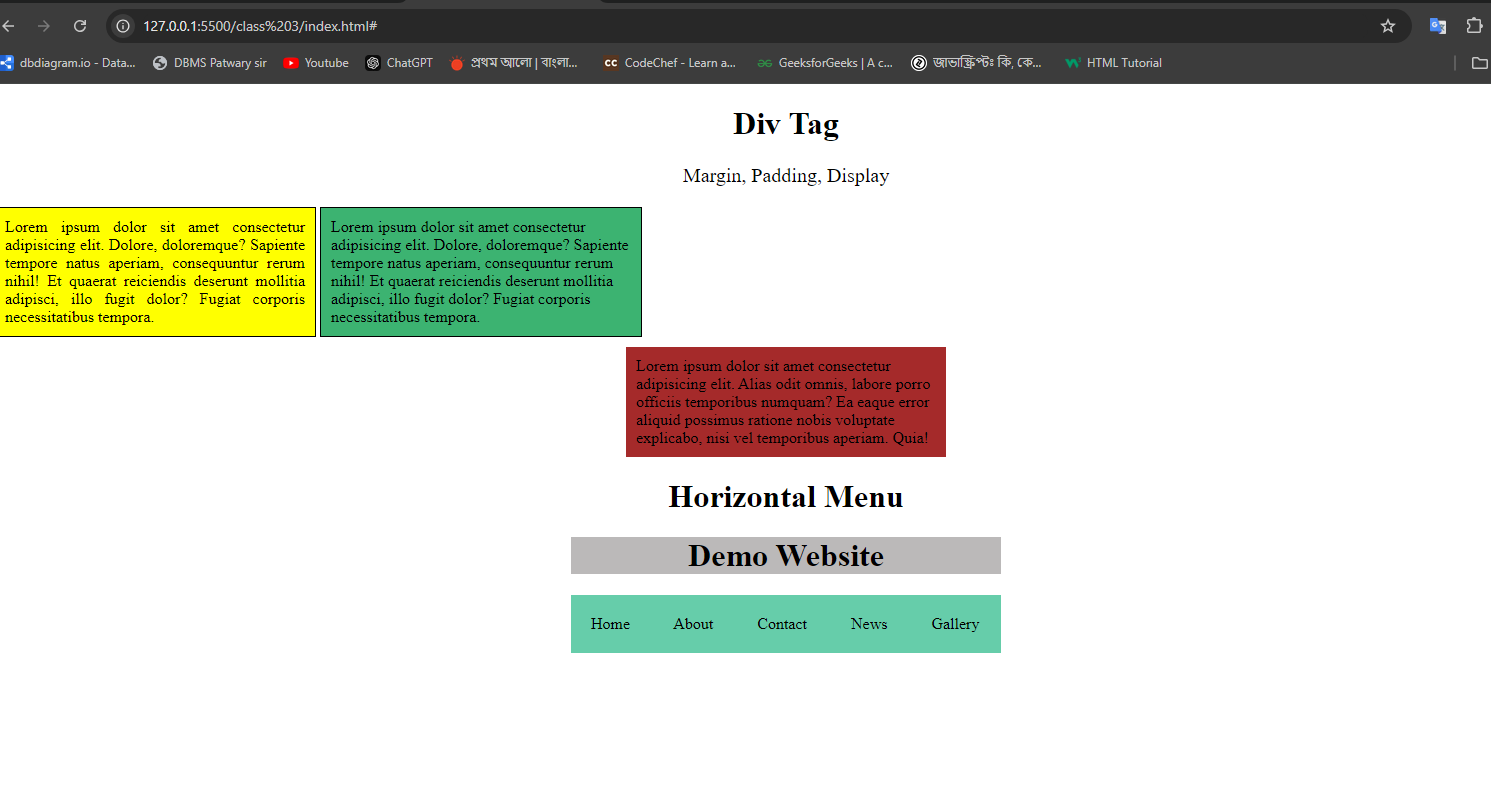 127.0.0.1:5500/class%203/index.html#
dbdiagram.io - Data... DBMS Patwary sir Youtube ChatGPT প্রথম আলো | বাংলা... CodeChef - Learn a... GeeksforGeeks | A c... জাভাস্ক্রিপ্টঃ কি, কে... HTML Tutorial
Div Tag
Margin, Padding, Display
Lorem ipsum dolor sit amet consectetur
adipisicing elit. Dolore, doloremque? Sapiente
tempore natus aperiam, consequuntur rerum
nihil! Et quaerat reiciendis deserunt mollitia
adipisci, illo fugit dolor? Fugiat corporis
necessitatibus tempora.
Lorem ipsum dolor sit amet consectetur
adipisicing elit. Dolore, doloremque? Sapiente
tempore natus aperiam, consequuntur rerum
nihil! Et quaerat reiciendis deserunt mollitia
adipisci, illo fugit dolor? Fugiat corporis
necessitatibus tempora.
Lorem ipsum dolor sit amet consectetur
adipisicing elit. Alias odit omnis, labore porro
officiis temporibus numquam? Ea eaque error
aliquid possimus ratione nobis voluptate
explicabo, nisi vel temporibus aperiam. Quia!
Horizontal Menu
Demo Website
Home About Contact News Gallery